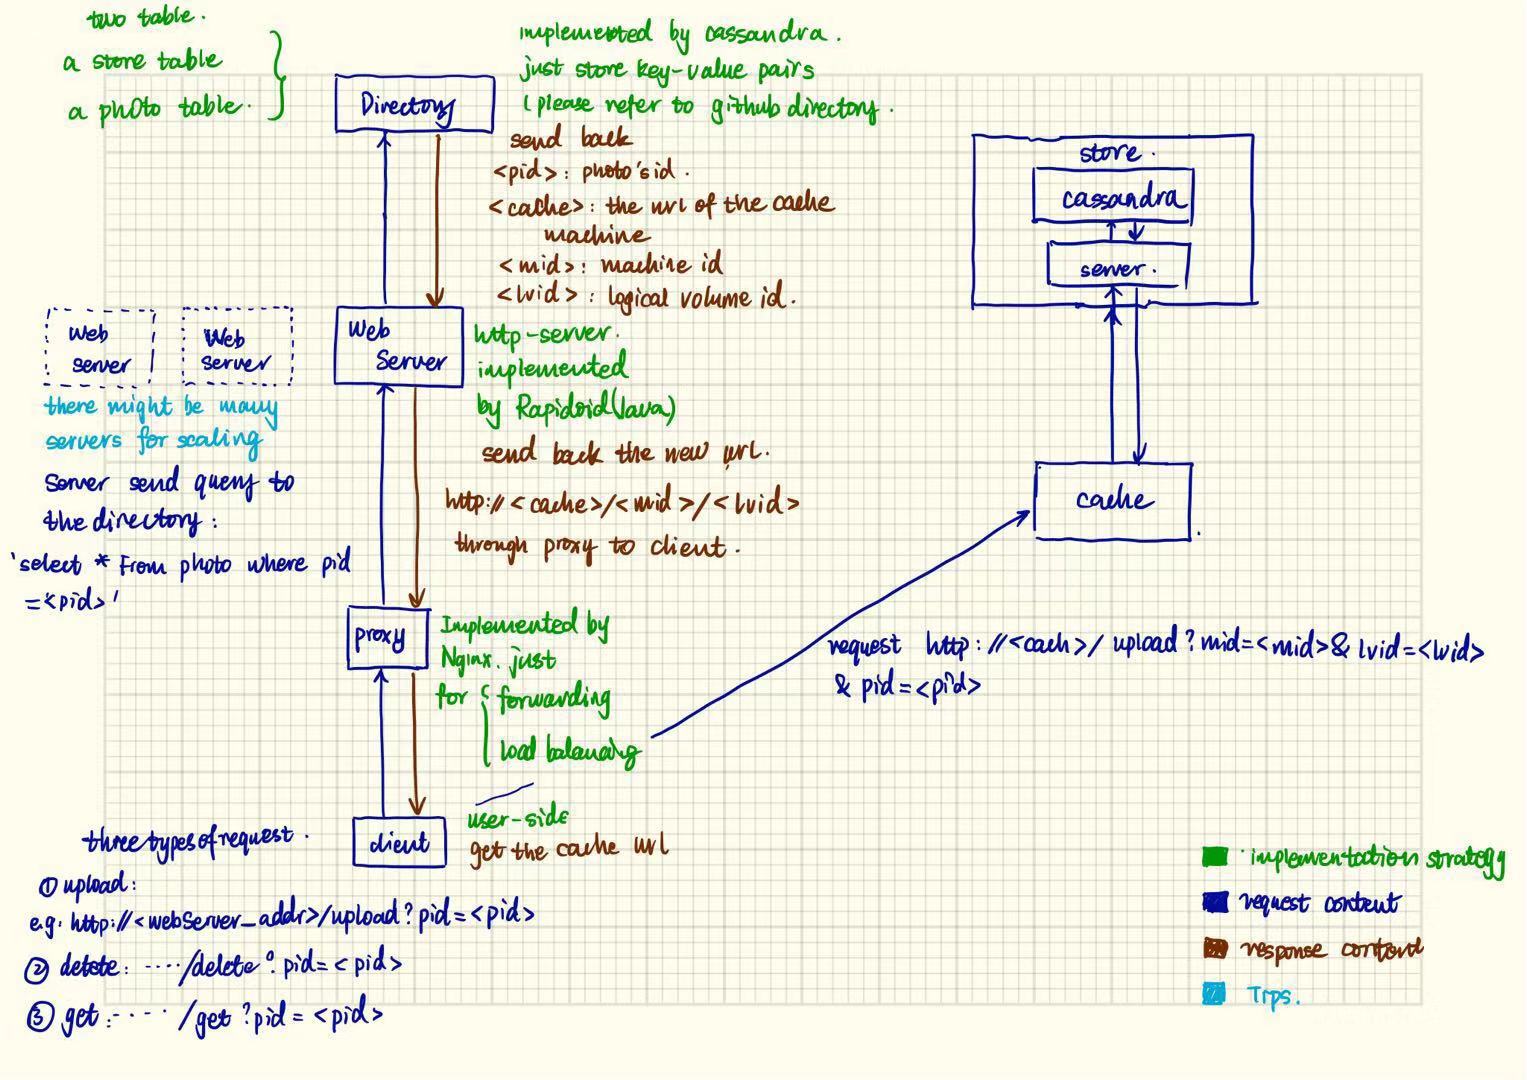 two table.
a store table
a photo table.
Directory
implemented by cassandra.
just store key-value pairs
(please refer to github directory.
send back
<pid>: photo's id.
<cache>: the url of the cache
machine
<mid>: machine id
<lvid>: logical volume id.
store.
cassandra
server.
web
server
Web
server
Web
Server
http-server.
implemented
by Rapidoid(Java)
there might be many
servers for scaling
Server send query to
the directory:
'select * From photo where pid
=<pid>'
send back the new url.
http://<cache>/<mid>/<lvid>
through proxy to client.
cache
proxy
Implemented by
Nginx. just
for { forwarding
load balancing
request http://<cach>/upload?mid=<mid>& lvid=<lvid>
& pid=<pid>
client
user-side
get the cache url
three types of request.
① upload:
e.g. http://<webServer_addr>/upload?pid=<pid>
② detete: ····/delete?pid=<pid>
③ get:····· /get?pid=<pid>
implementation strategy
request content
response content
Tips.